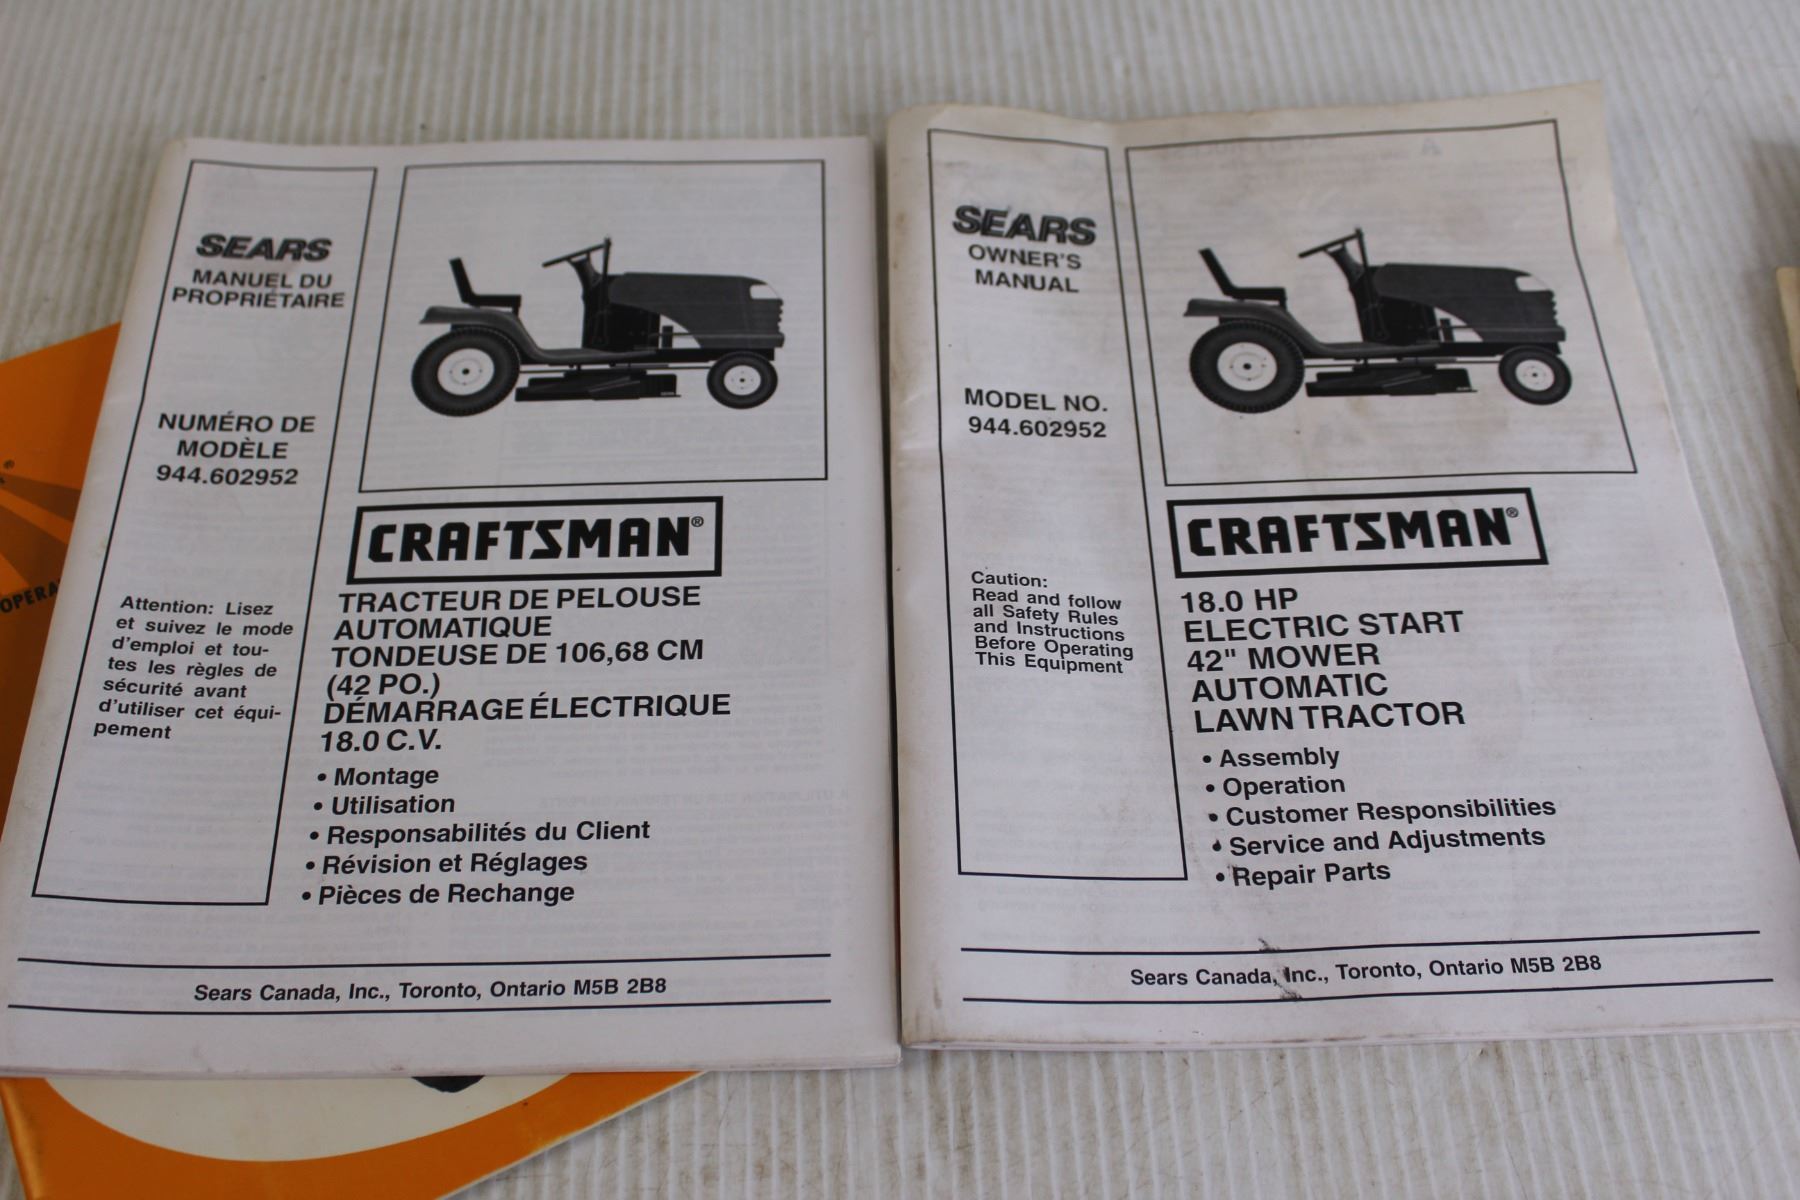 SEARS
MANUEL DU
PROPRIÉTAIRE
NUMÉRO DE
MODÈLE
944.602952
Attention: Lisez
et suivez le mode
d'emploi et tou-
tes les règles de
sécurité avant
d'utiliser cet équi-
pement
CRAFTSMAN®
TRACTEUR DE PELOUSE
AUTOMATIQUE
TONDEUSE DE 106,68 CM
(42 PO.)
DÉMARRAGE ÉLECTRIQUE
18.0 C.V.
• Montage
• Utilisation
• Responsabilités du Client
• Révision et Réglages
• Pièces de Rechange
Sears Canada, Inc., Toronto, Ontario M5B 2B8
SEARS
OWNER'S
MANUAL
MODEL NO.
944.602952
Caution:
Read and follow
all Safety Rules
and Instructions
Before Operating
This Equipment
CRAFTSMAN®
18.0 HP
ELECTRIC START
42" MOWER
AUTOMATIC
LAWN TRACTOR
• Assembly
• Operation
• Customer Responsibilities
• Service and Adjustments
• Repair Parts
Sears Canada, Inc., Toronto, Ontario M5B 2B8